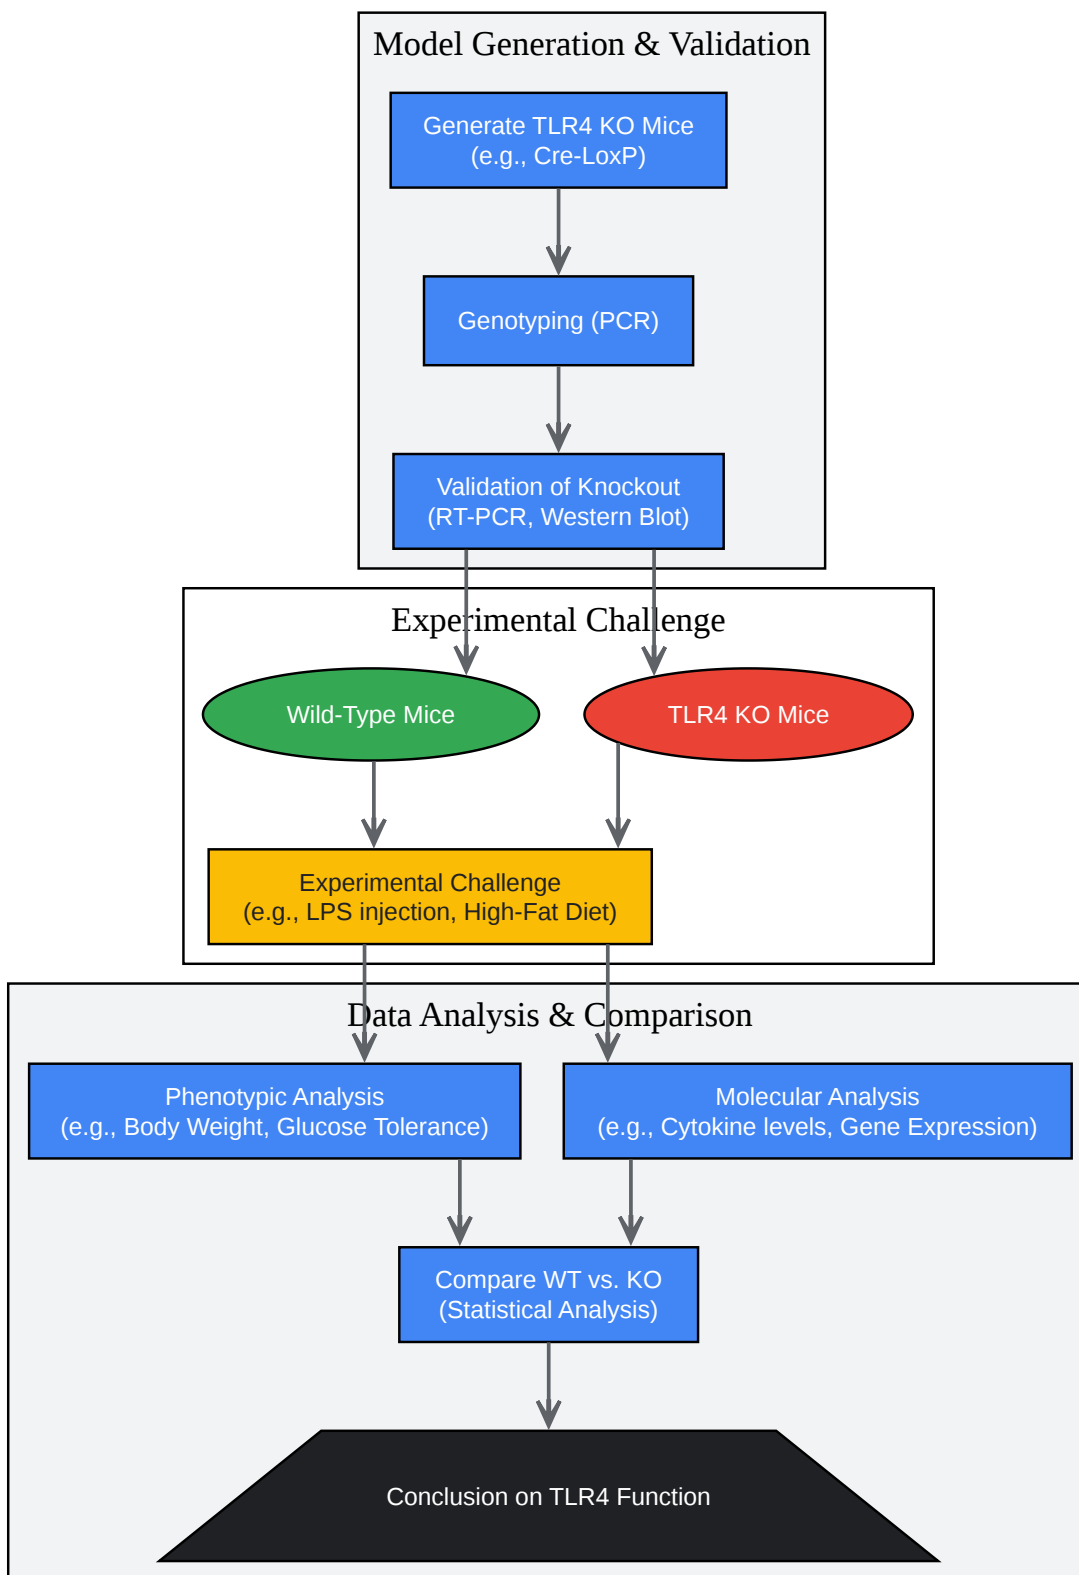 Model Generation & Validation
Generate TLR4 KO Mice
(e.g., Cre-LoxP)
Genotyping (PCR)
Validation of Knockout
(RT-PCR, Western Blot)
Experimental Challenge
Wild-Type Mice
TLR4 KO Mice
Experimental Challenge
(e.g., LPS injection, High-Fat Diet)
Data Analysis & Comparison
Phenotypic Analysis
(e.g., Body Weight, Glucose Tolerance)
Molecular Analysis
(e.g., Cytokine levels, Gene Expression)
Compare WT vs. KO
(Statistical Analysis)
Conclusion on TLR4 Function